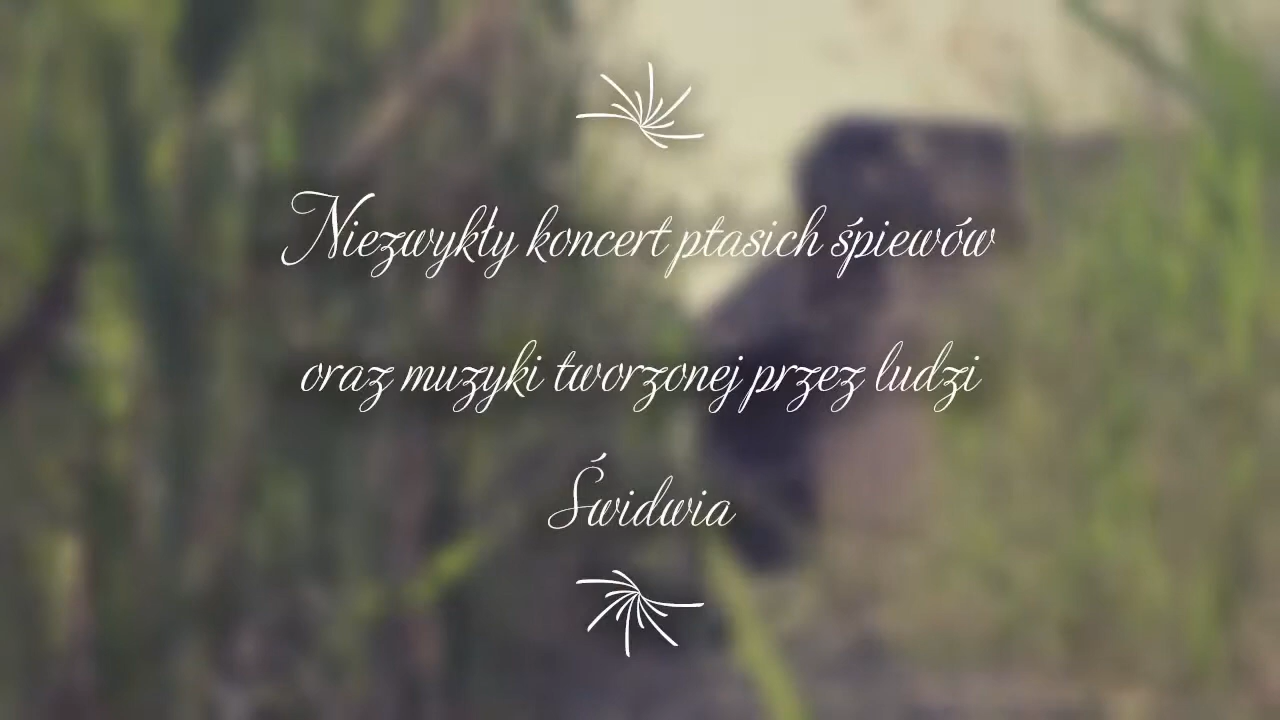 Niezwykły koncert ptasich śpiewów
oraz muzyki tworzonej przez ludzi
Świdwia